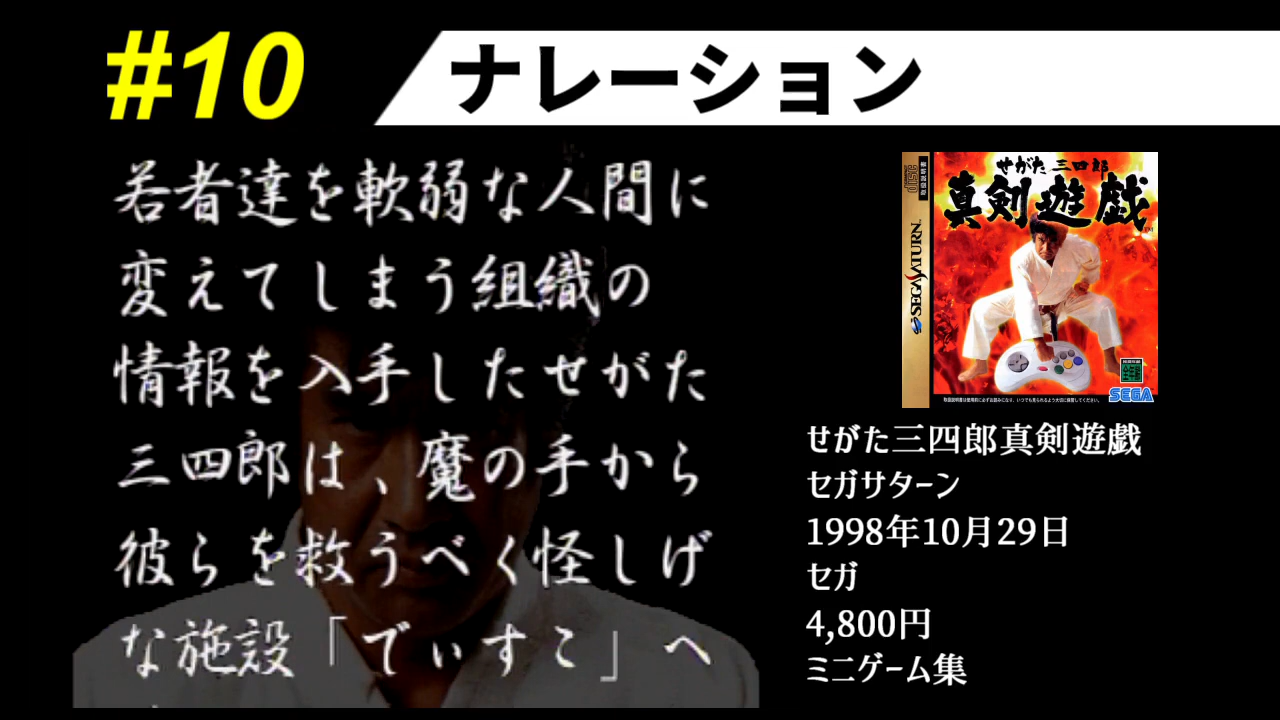 #10
ナレーション
若者達を軟弱な人間に
変えてしまう組織の
情報を入手したせがた
三四郎は、魔の手から
彼らを救うべく怪しげ
な施設「でぃすこ」へ
せがた三四郎
真剣遊戯
SEGA SATURN
SEGA
せがた三四郎真剣遊戯
セガサターン
1998年10月29日
セガ
4,800円
ミニゲーム集